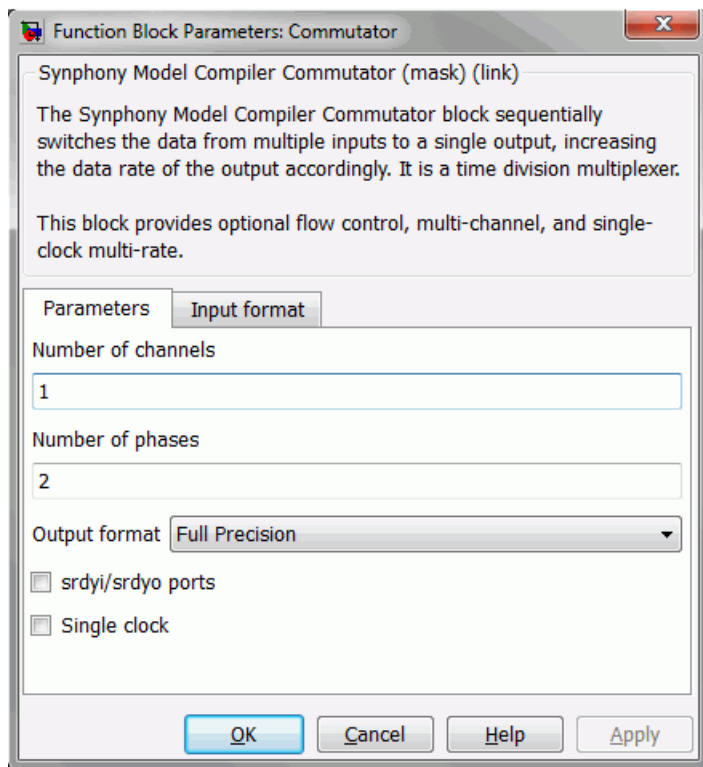 Function Block Parameters: Commutator
Synphony Model Compiler Commutator (mask) (link)
The Synphony Model Compiler Commutator block sequentially
switches the data from multiple inputs to a single output, increasing
the data rate of the output accordingly. It is a time division multiplexer.
This block provides optional flow control, multi-channel, and single-
clock multi-rate.
Parameters Input format
Number of channels
1
Number of phases
2
Output format Full Precision
srdyi/srdyo ports
Single clock
OK Cancel Help Apply